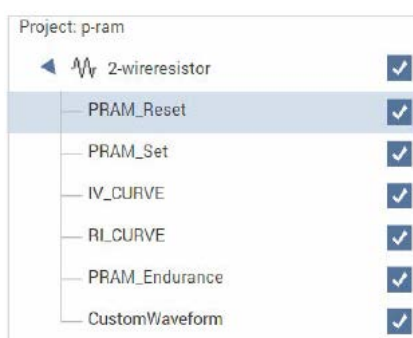 Project: p-ram
2-wireresistor
PRAM_Reset
PRAM_Set
IV_CURVE
RI_CURVE
PRAM_Endurance
CustomWaveform